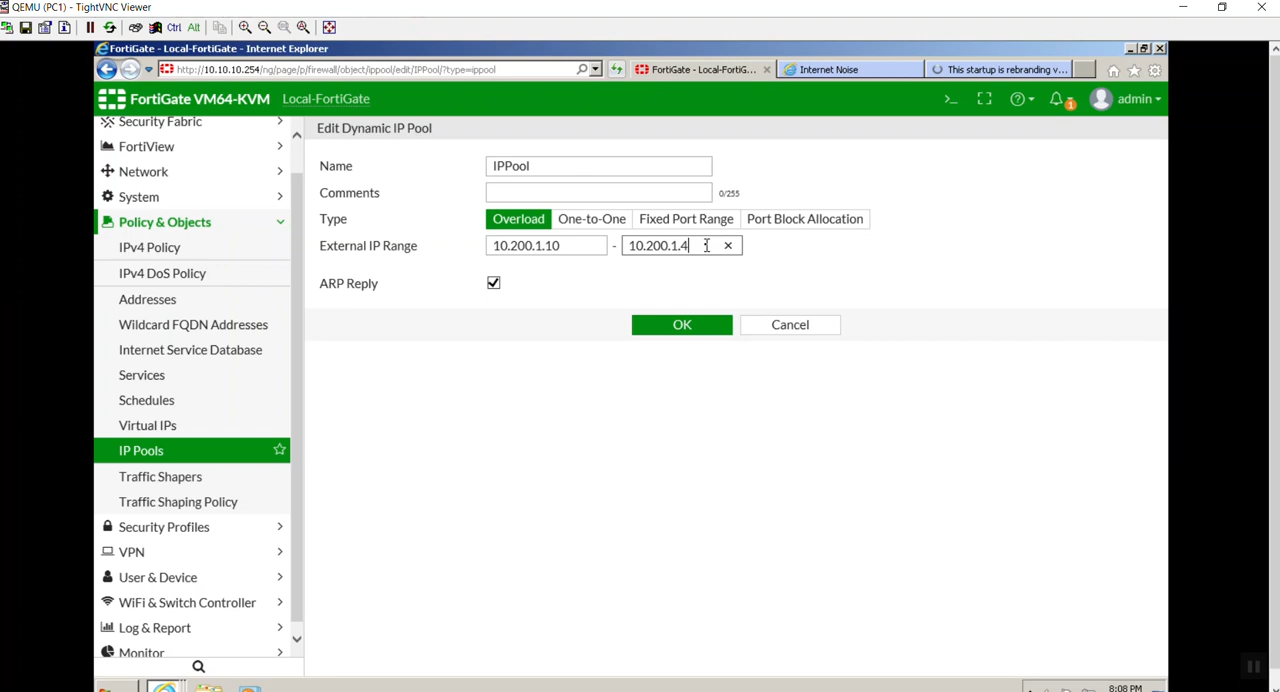 QEMU (PC1) - TightVNC Viewer
Ctrl Alt
FortiGate - Local-FortiGate - Internet Explorer
http://10.10.10.254/ng/page/p/firewall/object/ippool/edit/IPPool/?type=ippool
FortiGate - Local-FortiG...
Internet Noise
This startup is rebranding v...
FortiGate VM64-KVM
Local-FortiGate
1
admin
Security Fabric
FortiView
Network
System
Policy & Objects
IPv4 Policy
IPv4 DoS Policy
Addresses
Wildcard FQDN Addresses
Internet Service Database
Services
Schedules
Virtual IPs
IP Pools
Traffic Shapers
Traffic Shaping Policy
Security Profiles
VPN
User & Device
WiFi & Switch Controller
Log & Report
Monitor
Edit Dynamic IP Pool
Name IPPool
Comments 0/255
Type Overload One-to-One Fixed Port Range Port Block Allocation
External IP Range 10.200.1.10 - 10.200.1.4
ARP Reply
OK Cancel
8:08 PM